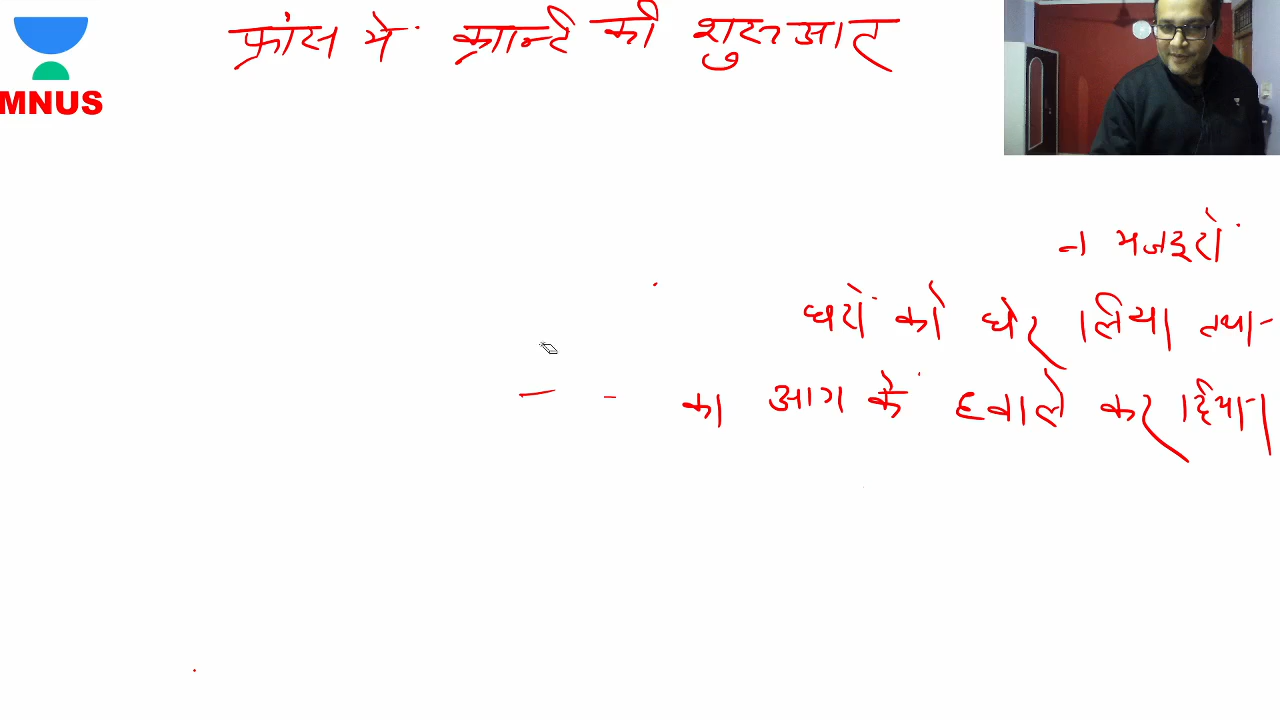 फ्रांस में क्रान्ति की शुरूआत
MNUS
न मजदूरों
घरों को घेर लिया तथा
का आग के हवाले कर दिया।